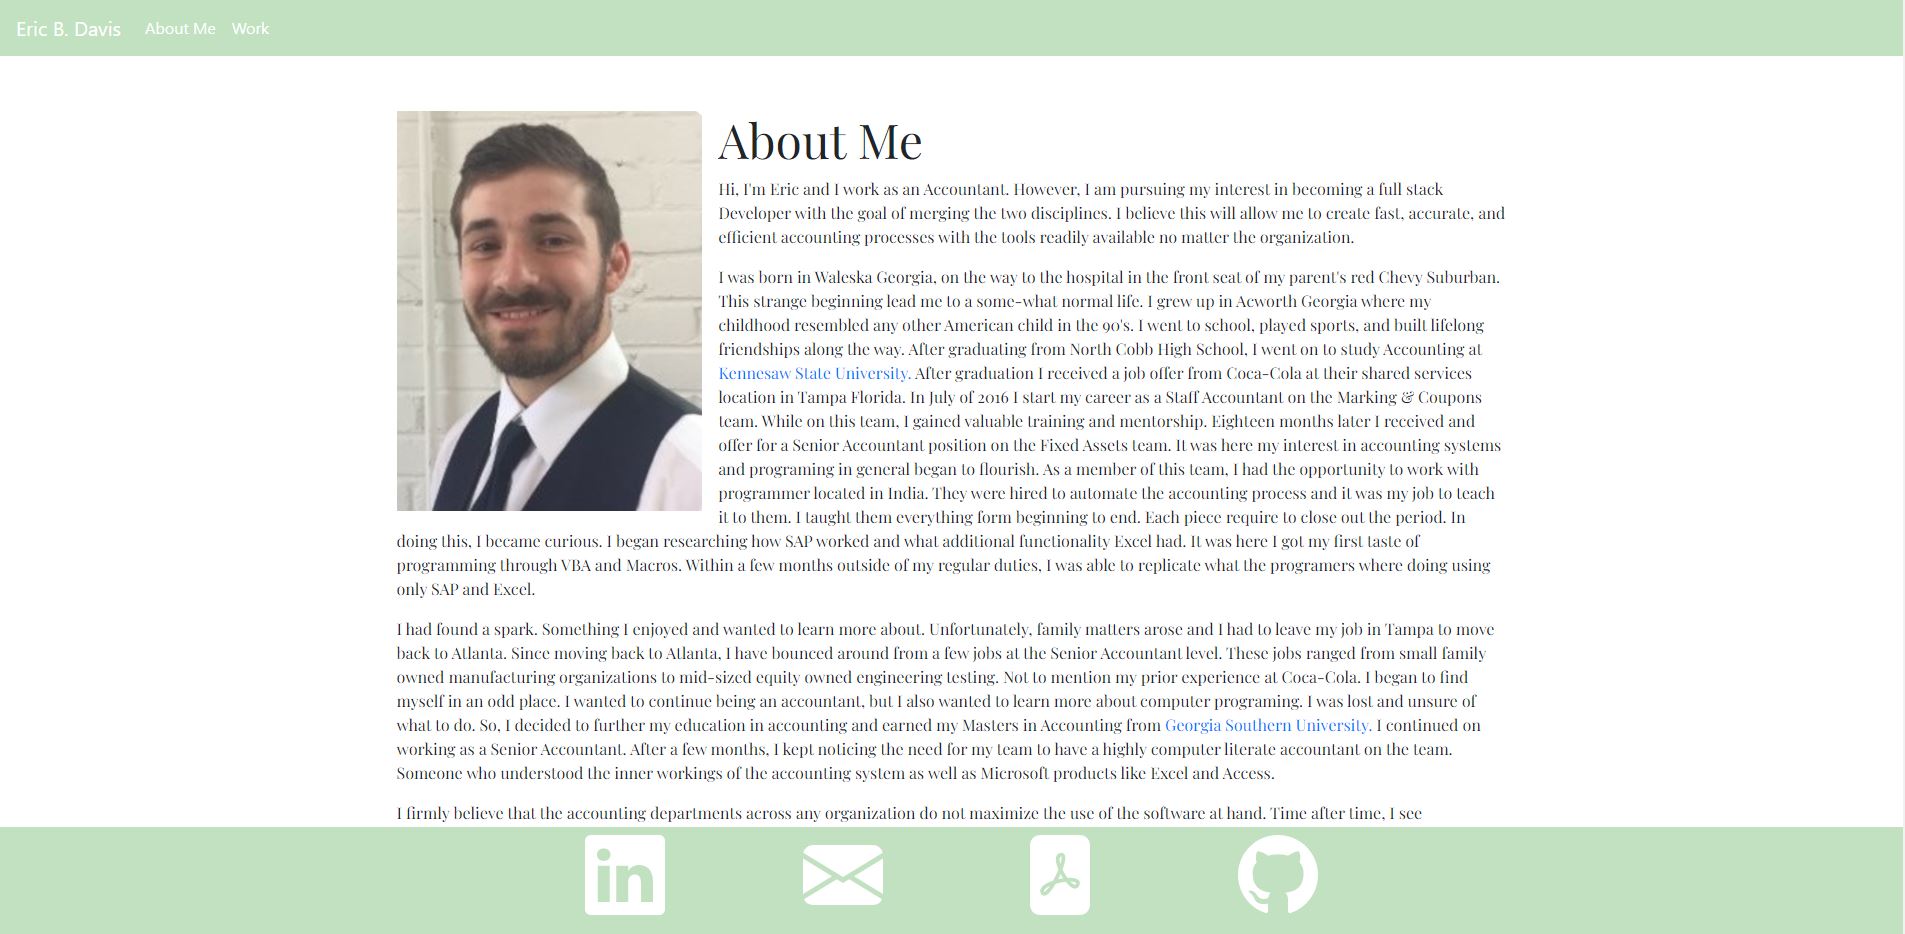 Eric B. Davis About Me Work
About Me
Hi, I'm Eric and I work as an Accountant. However, I am pursuing my interest in becoming a full stack
Developer with the goal of merging the two disciplines. I believe this will allow me to create fast, accurate, and
efficient accounting processes with the tools readily available no matter the organization.
I was born in Waleska Georgia, on the way to the hospital in the front seat of my parent's red Chevy Suburban.
This strange beginning lead me to a some-what normal life. I grew up in Acworth Georgia where my
childhood resembled any other American child in the 90's. I went to school, played sports, and built lifelong
friendships along the way. After graduating from North Cobb High School, I went on to study Accounting at
Kennesaw State University. After graduation I received a job offer from Coca-Cola at their shared services
location in Tampa Florida. In July of 2016 I start my career as a Staff Accountant on the Marking & Coupons
team. While on this team, I gained valuable training and mentorship. Eighteen months later I received and
offer for a Senior Accountant position on the Fixed Assets team. It was here my interest in accounting systems
and programing in general began to flourish. As a member of this team, I had the opportunity to work with
programmer located in India. They were hired to automate the accounting process and it was my job to teach
it to them. I taught them everything form beginning to end. Each piece require to close out the period. In
doing this, I became curious. I began researching how SAP worked and what additional functionality Excel had. It was here I got my first taste of
programming through VBA and Macros. Within a few months outside of my regular duties, I was able to replicate what the programers where doing using
only SAP and Excel.
I had found a spark. Something I enjoyed and wanted to learn more about. Unfortunately, family matters arose and I had to leave my job in Tampa to move
back to Atlanta. Since moving back to Atlanta, I have bounced around from a few jobs at the Senior Accountant level. These jobs ranged from small family
owned manufacturing organizations to mid-sized equity owned engineering testing. Not to mention my prior experience at Coca-Cola. I began to find
myself in an odd place. I wanted to continue being an accountant, but I also wanted to learn more about computer programing. I was lost and unsure of
what to do. So, I decided to further my education in accounting and earned my Masters in Accounting from Georgia Southern University. I continued on
working as a Senior Accountant. After a few months, I kept noticing the need for my team to have a highly computer literate accountant on the team.
Someone who understood the inner workings of the accounting system as well as Microsoft products like Excel and Access.
I firmly believe that the accounting departments across any organization do not maximize the use of the software at hand. Time after time, I see
in